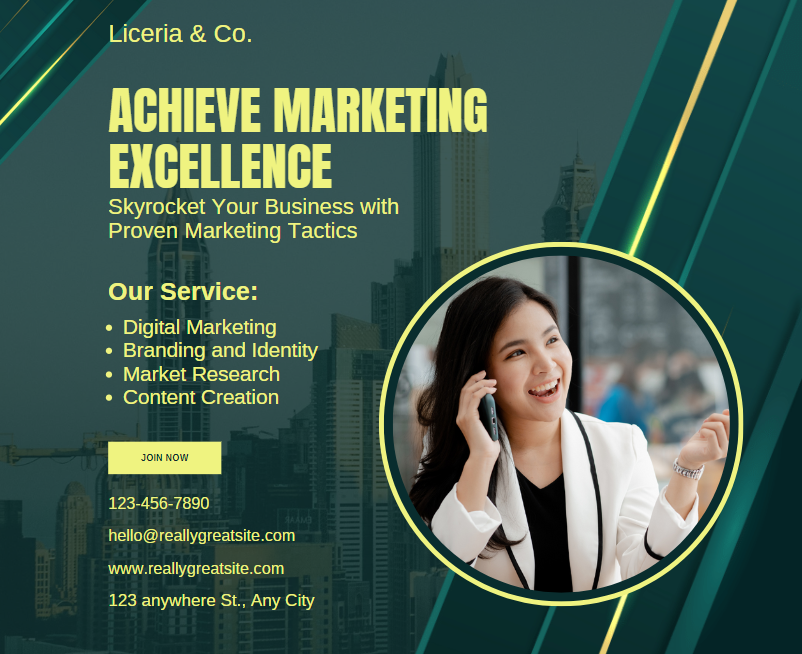 Liceria & Co.
ACHIEVE MARKETING
EXCELLENCE
Skyrocket Your Business with
Proven Marketing Tactics
Our Service:
• Digital Marketing
• Branding and Identity
• Market Research
• Content Creation
JOIN NOW
123-456-7890
hello@reallygreatsite.com
www.reallygreatsite.com
123 anywhere St., Any City